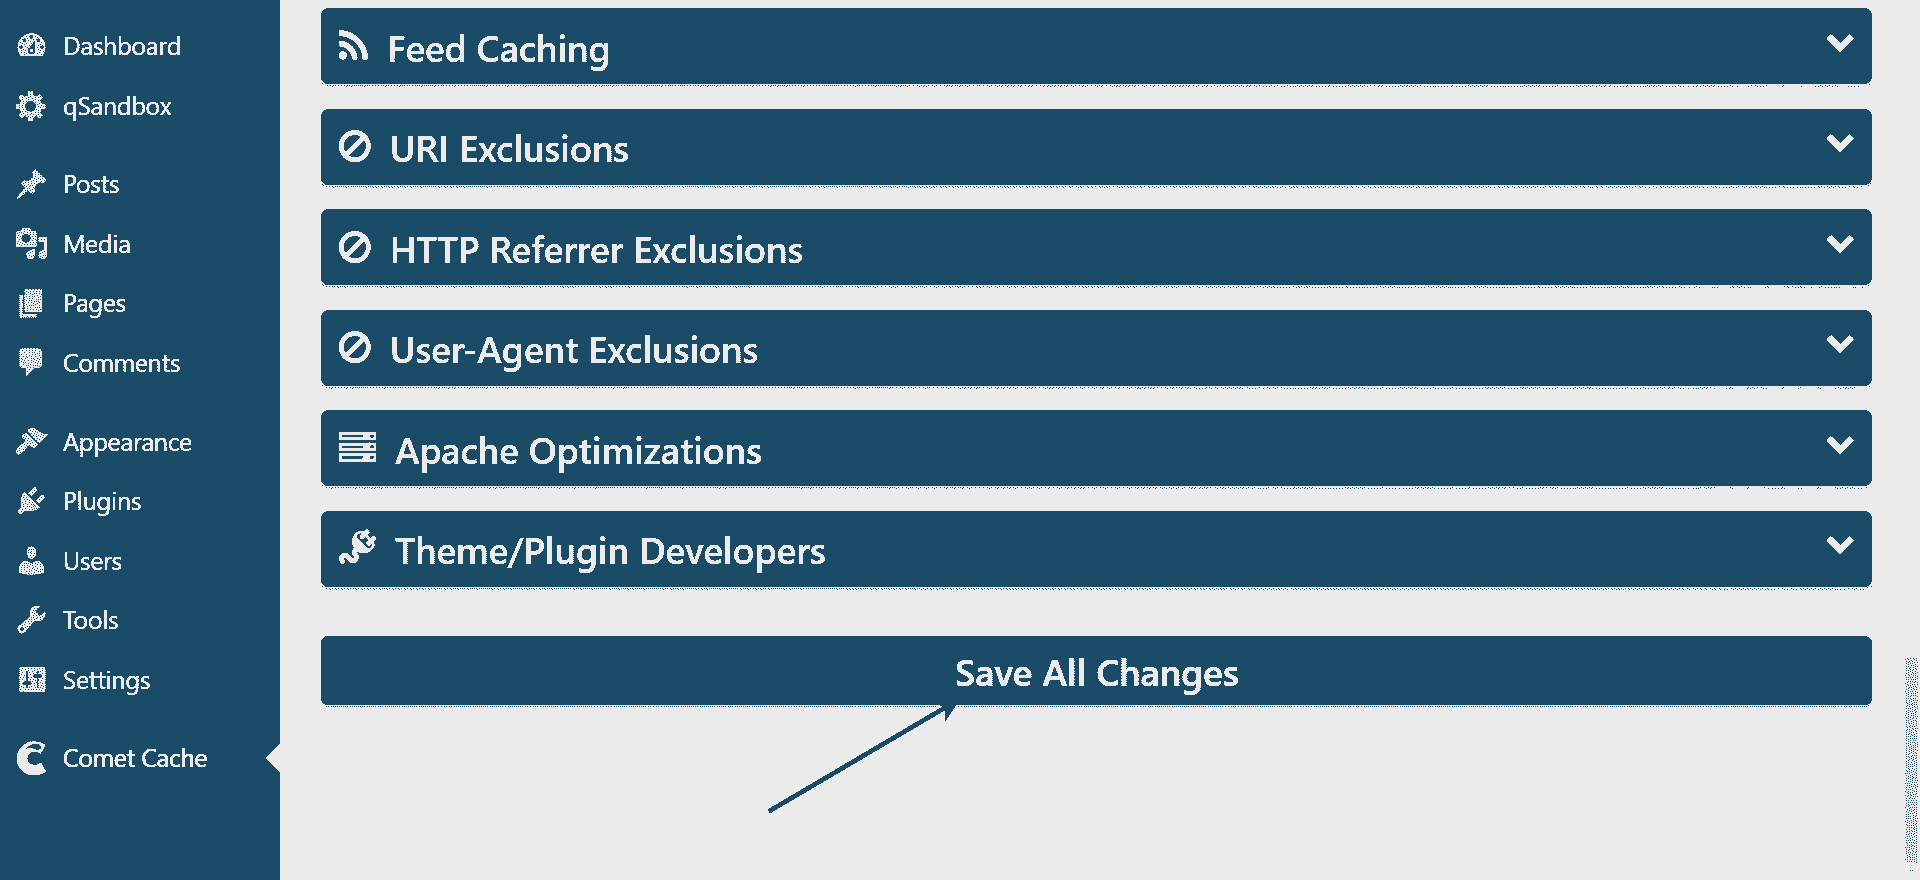 Dashboard
qSandbox
Posts
Media
Pages
Comments
Appearance
Plugins
Users
Tools
Settings
Comet Cache
Feed Caching
URI Exclusions
HTTP Referrer Exclusions
User-Agent Exclusions
Apache Optimizations
Theme/Plugin Developers
Save All Changes